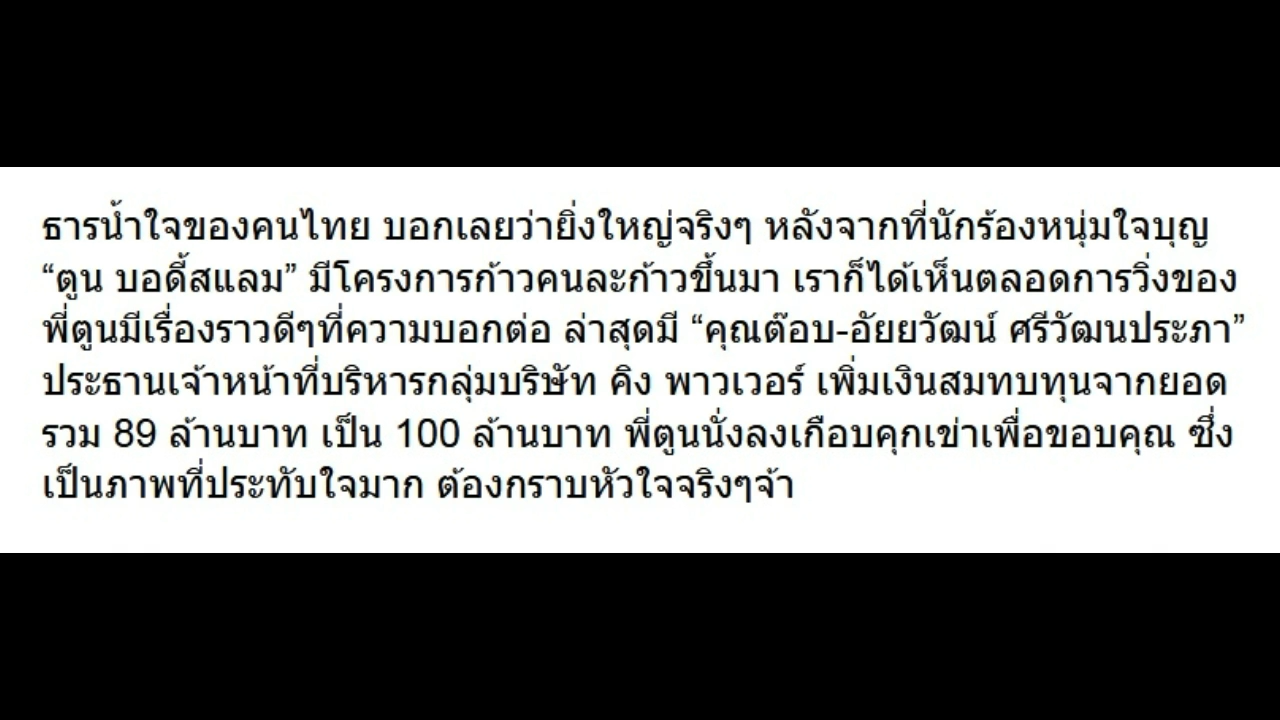 ธารน้ำใจของคนไทย บอกเลยว่ายิ่งใหญ่จริงๆ หลังจากที่นักร้องหนุ่มใจบุญ
“ตูน บอดี้สแลม” มีโครงการก้าวคนละก้าวขึ้นมา เราก็ได้เห็นตลอดการวิ่งของ
พี่ตูนมีเรื่องราวดีๆที่ความบอกต่อ ล่าสุดมี “คุณต๊อบ-อัยยวัฒน์ ศรีวัฒนประภา”
ประธานเจ้าหน้าที่บริหารกลุ่มบริษัท คิง พาวเวอร์ เพิ่มเงินสมทบทุนจากยอด
รวม 89 ล้านบาท เป็น 100 ล้านบาท พี่ตูนนั่งลงเกือบคุกเข่าเพื่อขอบคุณ ซึ่ง
เป็นภาพที่ประทับใจมาก ต้องกราบหัวใจจริงๆจ้า